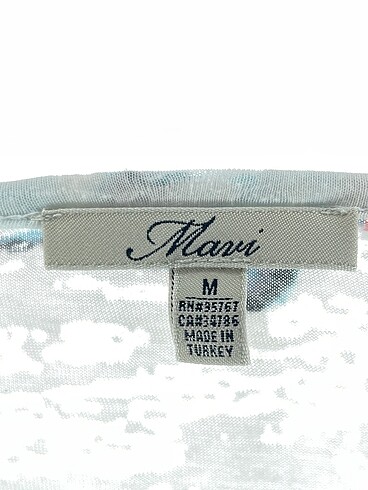 Mavi
M
RN#95767
CA#34786
MADE IN
TURKEY